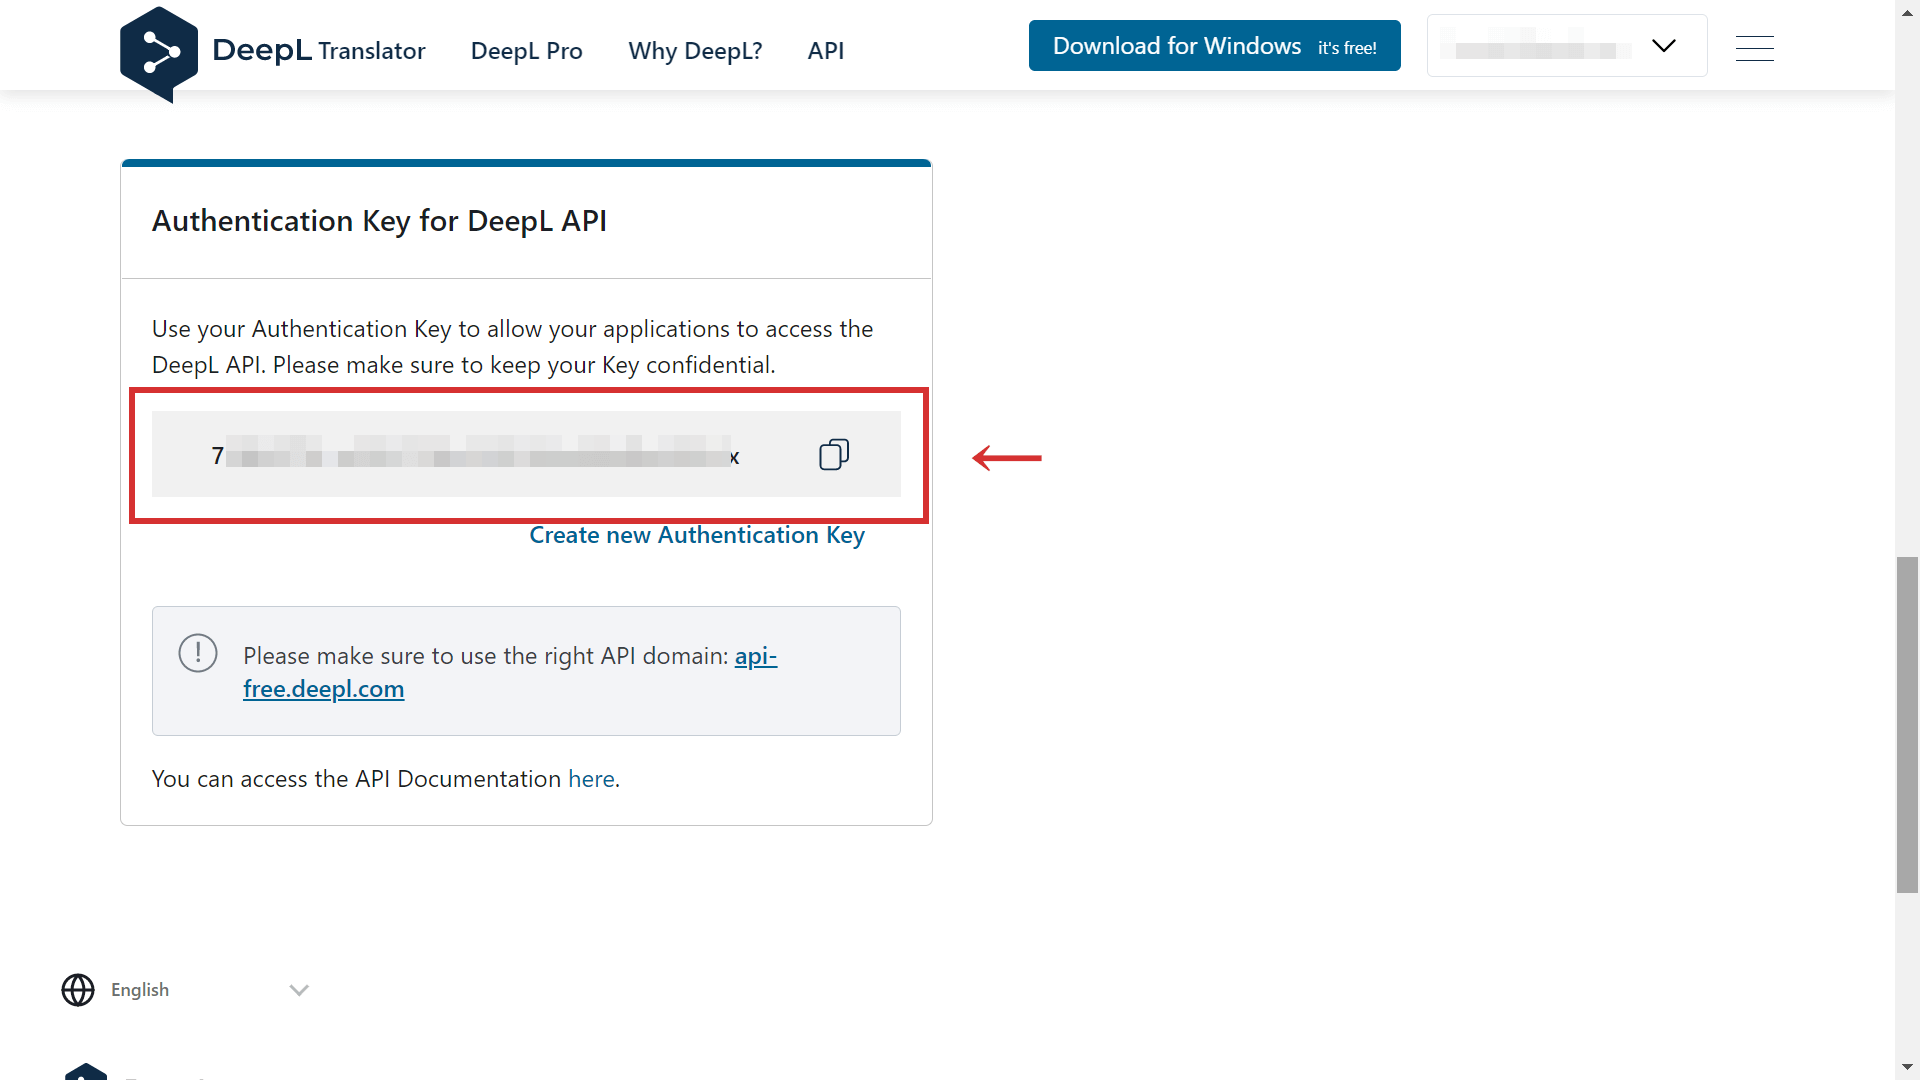 DeepL Translator DeepL Pro Why DeepL? API Download for Windows it's free!
Authentication Key for DeepL API
Use your Authentication Key to allow your applications to access the
DeepL API. Please make sure to keep your Key confidential.
7 x
Create new Authentication Key
Please make sure to use the right API domain: api-
free.deepl.com
You can access the API Documentation here.
English